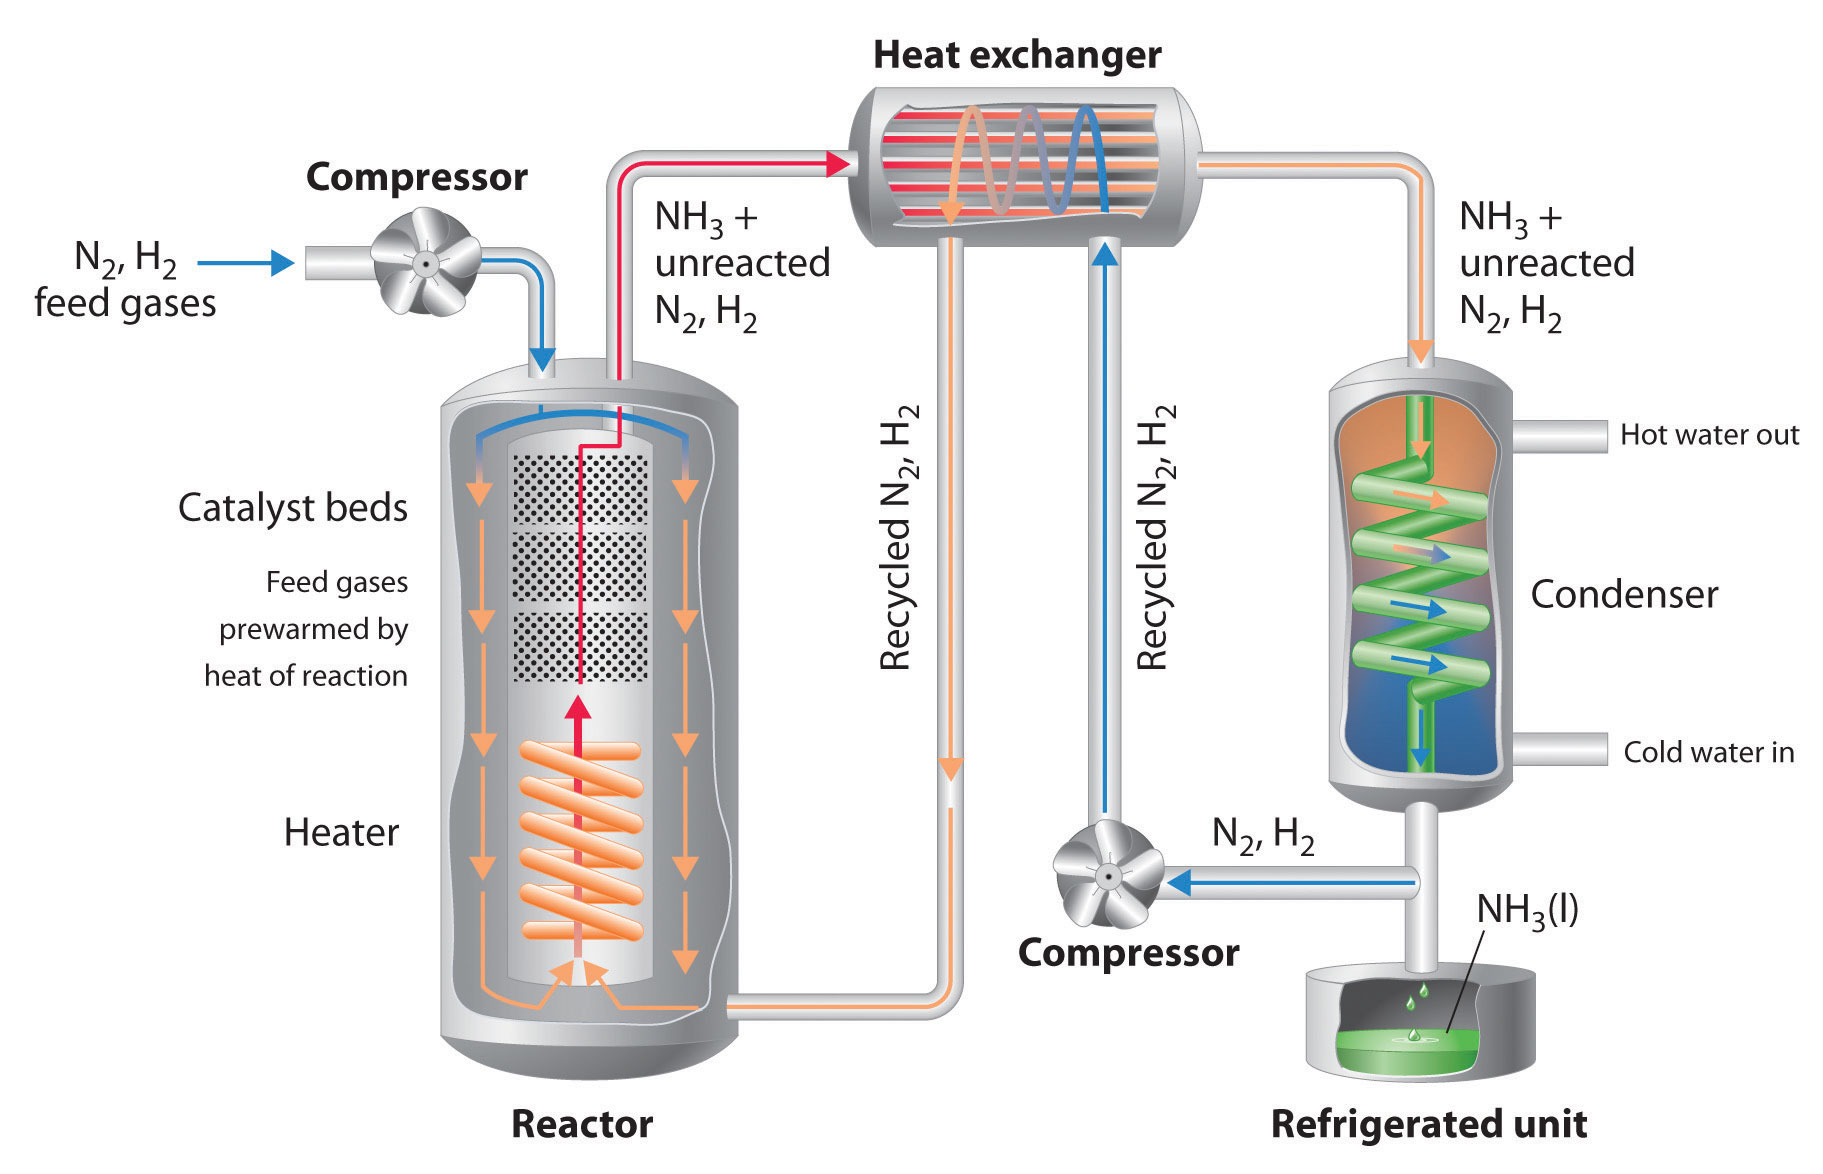 Heat exchanger
Compressor
N₂, H₂
feed gases
NH₃ +
unreacted
N₂, H₂
NH₃ +
unreacted
N₂, H₂
Hot water out
Catalyst beds
Feed gases
prewarmed by
heat of reaction
Recycled N₂, H₂
Recycled N₂, H₂
Condenser
Cold water in
Heater
N₂, H₂
NH₃(l)
Compressor
Reactor
Refrigerated unit